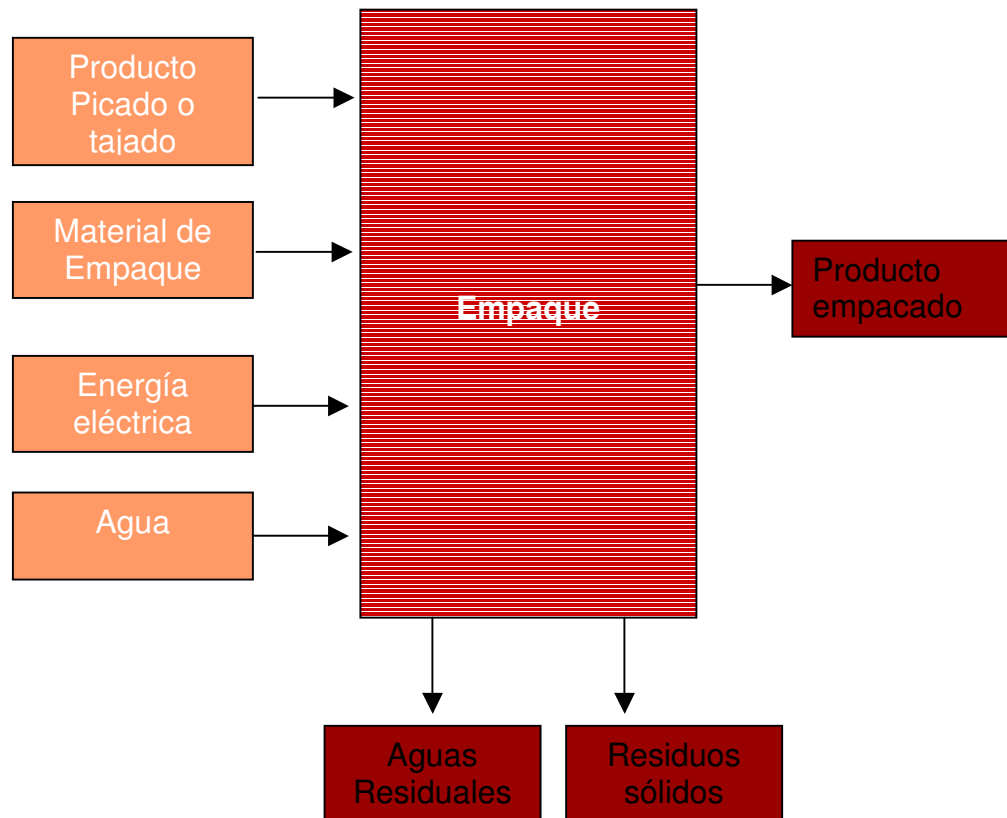 Producto
Picado o
tajado
Material de
Empaque
Energía
eléctrica
Agua
Empaque
Producto
empacado
Aguas
Residuales
Residuos
sólidos